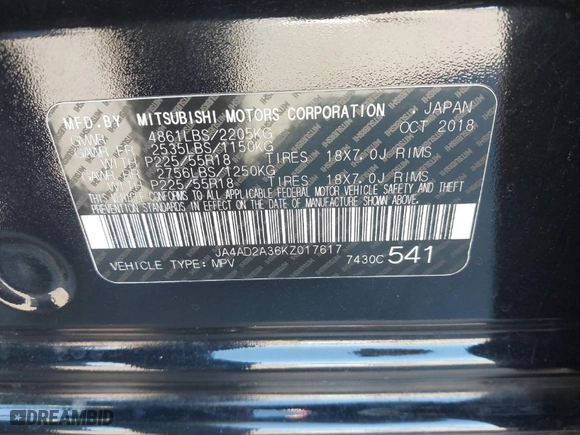 MFD.BY MITSUBISHI MOTORS CORPORATION , JAPAN
GVWR 4861LBS/2205KG OCT 2018
GAWR FR 2535LBS/1150KG
WITH P225/55R18 TIRES 18X7.0J RIMS
GAWR RR 2756LBS/1250KG
WITH P225/55R18 TIRES 18X7.0J RIMS
THIS VEHICLE CONFORMS TO ALL APPLICABLE FEDERAL MOTOR VEHICLE SAFETY AND THEFT
PREVENTION STANDARDS IN EFFECT ON THE DATE OF MANUFACTURE SHOWN ABOVE.
JA4AD2A36KZ017617
VEHICLE TYPE: MPV 7430C 541
DREAMBID